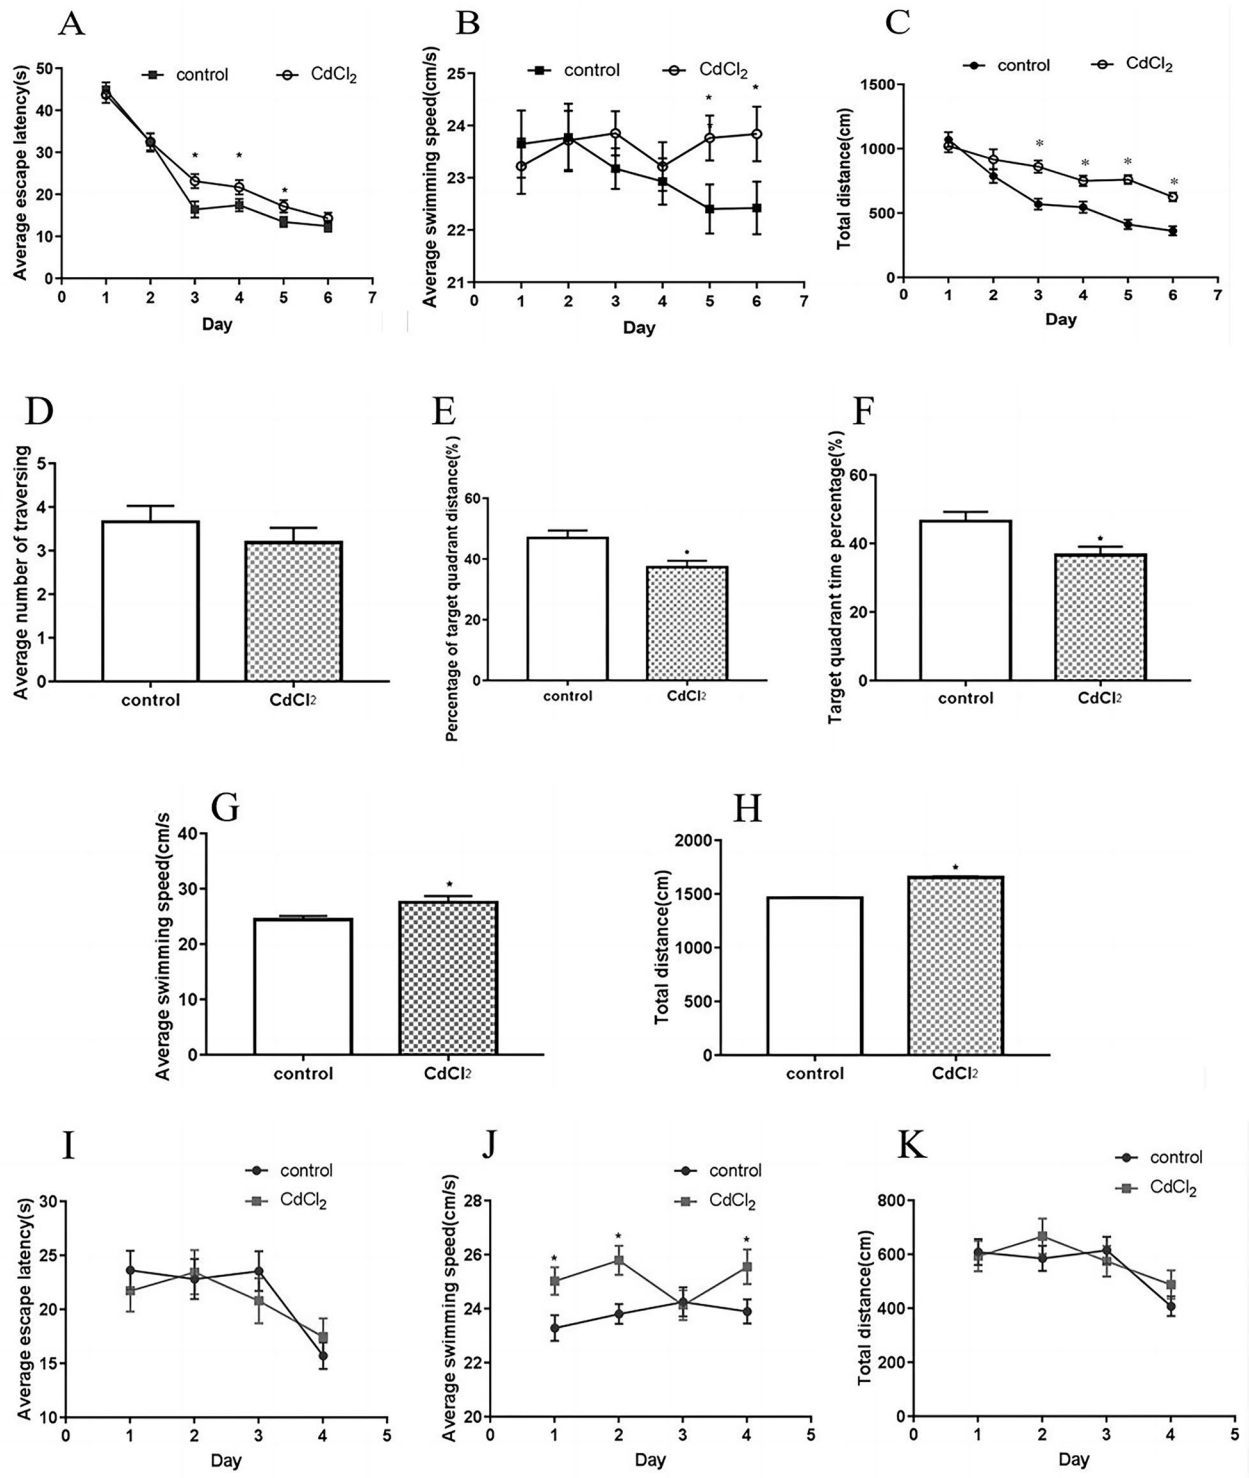 A
control
CdCl2
Average escape latency(s)
50
40
30
20
10
0
*
*
*
0 1 2 3 4 5 6 7
Day
B
control
CdCl2
Average swimming speed(cm/s)
25
24
23
22
21
*
*
0 1 2 3 4 5 6 7
Day
C
control
CdCl2
Total distance(cm)
1500
1000
500
0
*
*
*
*
0 1 2 3 4 5 6 7
Day
D
Average number of traversing
5
4
3
2
1
0
control CdCl2
E
Percentage of target quadrant distance(%)
60
40
20
0
*
control CdCl2
F
Target quadrant time percentage(%)
60
40
20
0
*
control CdCl2
G
Average swimming speed(cm/s
40
30
20
10
0
*
control CdCl2
H
Total distance(cm)
2000
1500
1000
500
0
*
control CdCl2
I
control
CdCl2
Average escape latency(s)
30
25
20
15
10
0 1 2 3 4 5
Day
J
control
CdCl2
Average swimming speed(cm/s)
28
26
24
22
20
*
*
*
0 1 2 3 4 5
Day
K
control
CdCl2
Total distance(cm)
800
600
400
200
0
0 1 2 3 4 5
Day